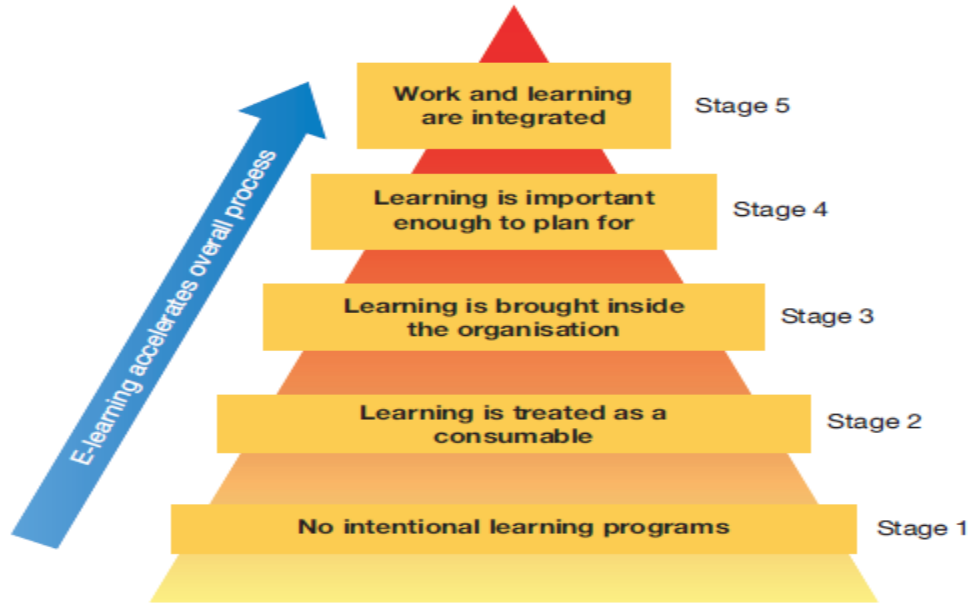 Work and learning
are integrated
Stage 5
Learning is important
enough to plan for
Stage 4
Learning is brought inside
the organisation
Stage 3
Learning is treated as a
consumable
Stage 2
No intentional learning programs
Stage 1
E-learning accelerates overall process